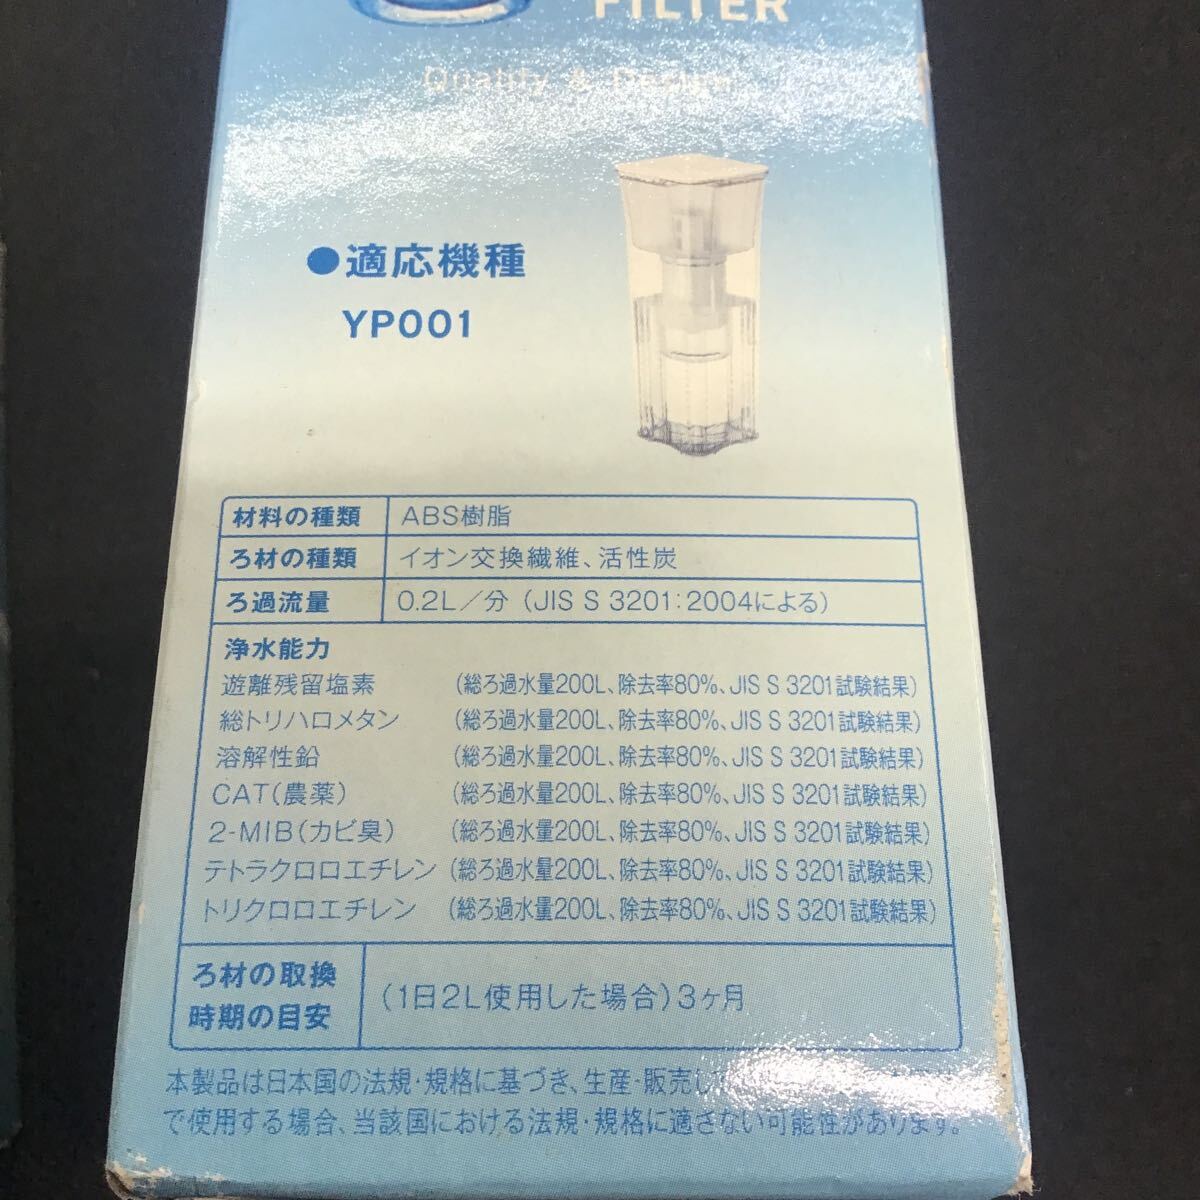 FILTER
Quality & Design
●適応機種
YP001
材料の種類 ABS樹脂
ろ材の種類 イオン交換繊維、活性炭
ろ過流量 0.2L/分 (JIS S 3201:2004による)
浄水能力
遊離残留塩素 (総ろ過水量200L、除去率80%、JIS S 3201試験結果)
総トリハロメタン (総ろ過水量200L、除去率80%、JIS S 3201試験結果)
溶解性鉛 (総ろ過水量200L、除去率80%、JIS S 3201試験結果)
CAT(農薬) (総ろ過水量200L、除去率80%、JIS S 3201試験結果)
2-MIB(カビ臭) (総ろ過水量200L、除去率80%、JIS S 3201試験結果)
テトラクロロエチレン (総ろ過水量200L、除去率80%、JIS S 3201試験結果)
トリクロロエチレン (総ろ過水量200L、除去率80%、JIS S 3201試験結果)
ろ材の取換
時期の目安
(1日2L使用した場合)3ヶ月
本製品は日本国の法規・規格に基づき、生産・販売し
で使用する場合、当該国における法規・規格に適さない可能性があります。